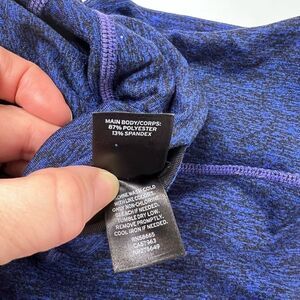 MAIN BODY/CORPS:
87% POLYESTER
13% SPANDEX
MACHINE WASH COLD
WITH LIKE COLORS.
ONLY NON-CHLORINE
BLEACH IF NEEDED.
TUMBLE DRY LOW.
REMOVE PROMPTLY.
COOL IRON IF NEEDED.